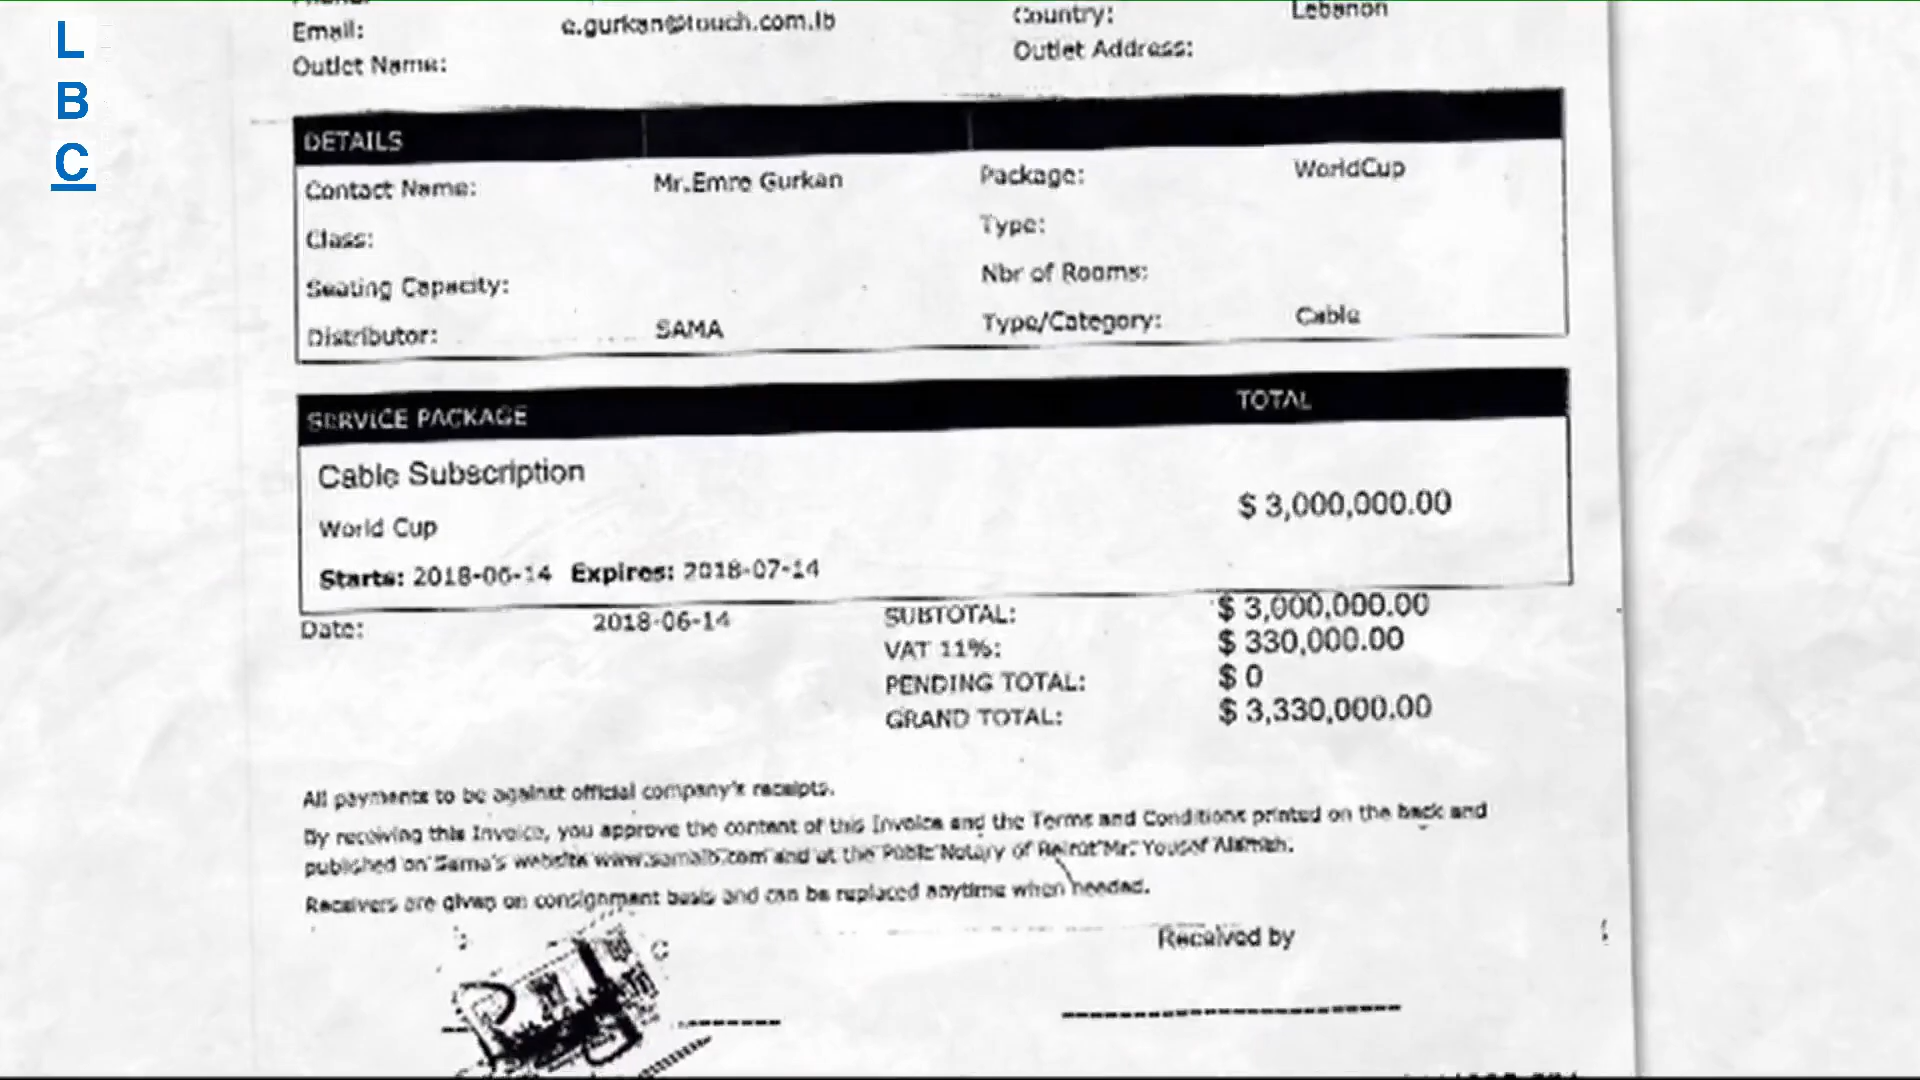 L
B
C
Email: e.gurkan@touch.com.lb Country: Lebanon
Outlet Name: Outlet Address:
DETAILS
Contact Name: Mr.Emre Gurkan Package: WorldCup
Class: Type:
Seating Capacity: Nbr of Rooms:
Distributor: SAMA Type/Category: Cable
SERVICE PACKAGE TOTAL
Cable Subscription
$ 3,000,000.00
World Cup
Starts: 2018-06-14 Expires: 2018-07-14
Date: 2018-06-14 SUBTOTAL: $ 3,000,000.00
VAT 11%: $ 330,000.00
PENDING TOTAL: $ 0
GRAND TOTAL: $ 3,330,000.00
All payments to be against official company's receipts.
By receiving this Invoice, you approve the content of this Invoice and the Terms and Conditions printed on the back and
published on Sama's website www.samalb.com and at the Public Notary of Beirut Mr. Yousef
Receivers are given on consignment basis and can be replaced anytime when needed.
Received by